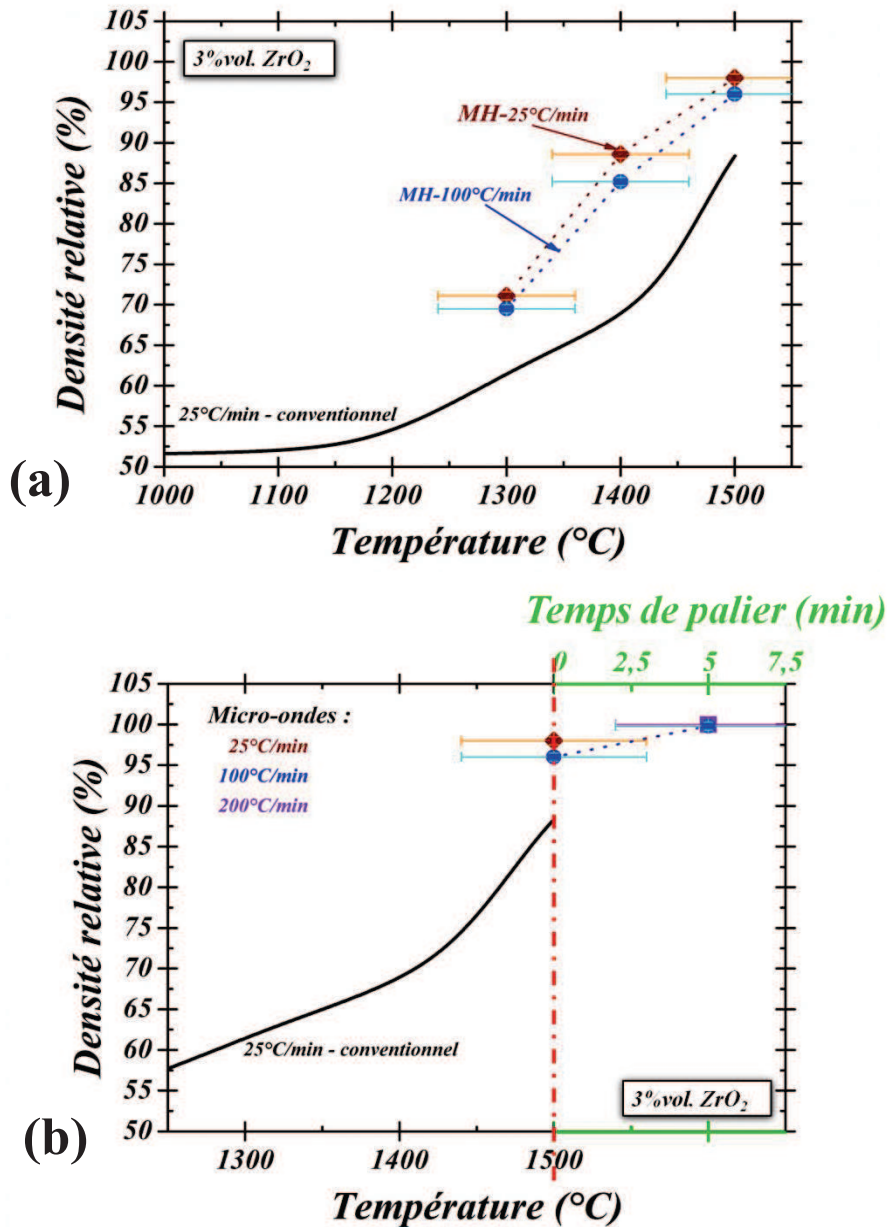 105
100
95
90
85
80
75
70
65
60
55
50
Densité relative (%)
3%vol. ZrO₂
MH-25°C/min
MH-100°C/min
25°C/min - conventionnel
(a)
1000 1100 1200 1300 1400 1500
Température (°C)
Temps de palier (min)
0 2,5 5 7,5
105
100
95
90
85
80
75
70
65
60
55
50
Densité relative (%)
Micro-ondes :
25°C/min
100°C/min
200°C/min
25°C/min - conventionnel
3%vol. ZrO₂
(b)
1300 1400 1500
Température (°C)